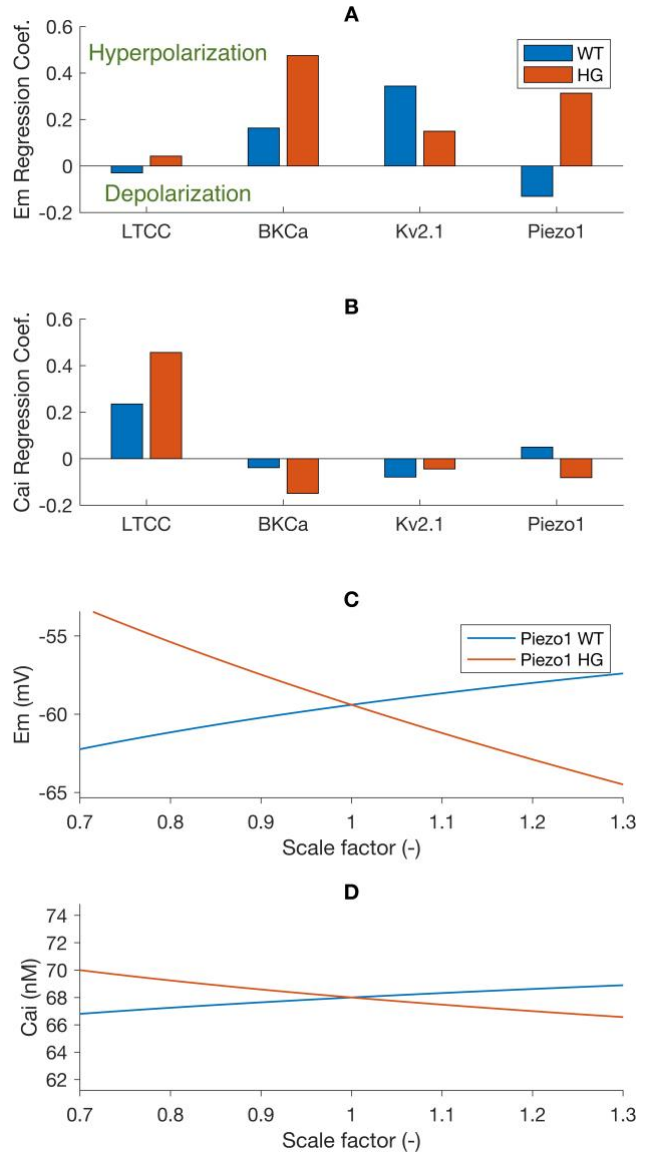 A
Em Regression Coef.
0.6
0.4
0.2
0
-0.2
Hyperpolarization
Depolarization
WT
HG
LTCC BKCa Kv2.1 Piezo1
B
Cai Regression Coef.
0.6
0.4
0.2
0
-0.2
LTCC BKCa Kv2.1 Piezo1
C
Em (mV)
-55
-60
-65
Piezo1 WT
Piezo1 HG
0.7 0.8 0.9 1 1.1 1.2 1.3
Scale factor (-)
D
Cai (nM)
74
72
70
68
66
64
62
0.7 0.8 0.9 1 1.1 1.2 1.3
Scale factor (-)